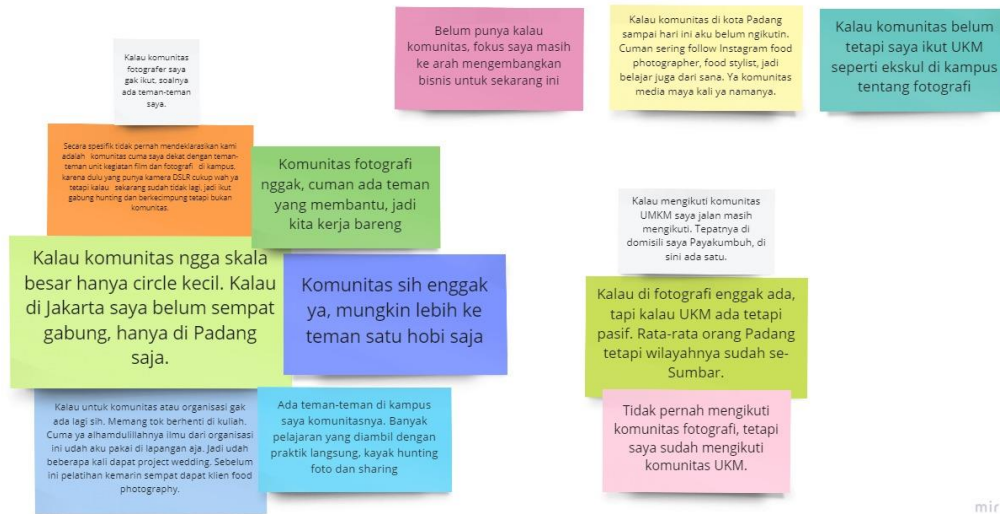 Kalau komunitas
fotografer saya
gak ikut, soalnya
ada teman-teman
saya.
Secara spesifik tidak pernah mendeklarasikan kami
adalah komunitas cuma saya dekat dengan teman-
teman unit kegiatan film dan fotografi di kampus,
karena dulu yang punya kamera DSLR cukup wah ya
tetapi kalau sekarang sudah tidak lagi, jadi ikut
gabung hunting dan berkecimpung tetapi bukan
komunitas.
Komunitas fotografi
nggak, cuman ada teman
yang membantu, jadi
kita kerja bareng
Kalau komunitas ngga skala
besar hanya circle kecil. Kalau
di Jakarta saya belum sempat
gabung, hanya di Padang
saja.
Komunitas sih enggak
ya, mungkin lebih ke
teman satu hobi saja
Kalau untuk komunitas atau organisasi gak
ada lagi sih. Memang tok berhenti di kuliah.
Cuma ya alhamdulillahnya ilmu dari organisasi
ini udah aku pakai di lapangan aja. Jadi udah
beberapa kali dapat project wedding. Sebelum
ini pelatihan kemarin sempat dapat klien food
photography.
Ada teman-teman di kampus
saya komunitasnya. Banyak
pelajaran yang diambil dengan
praktik langsung, kayak hunting
foto dan sharing
Belum punya kalau
komunitas, fokus saya masih
ke arah mengembangkan
bisnis untuk sekarang ini
Kalau komunitas di kota Padang
sampai hari ini aku belum ngikutin.
Cuman sering follow Instagram food
photographer, food stylist, jadi
belajar juga dari sana. Ya komunitas
media maya kali ya namanya.
Kalau komunitas belum
tetapi saya ikut UKM
seperti ekskul di kampus
tentang fotografi
Kalau mengikuti komunitas
UMKM saya jalan masih
mengikuti. Tepatnya di
domisili saya Payakumbuh, di
sini ada satu.
Kalau di fotografi enggak ada,
tapi kalau UKM ada tetapi
pasif. Rata-rata orang Padang
tetapi wilayahnya sudah se-
Sumbar.
Tidak pernah mengikuti
komunitas fotografi, tetapi
saya sudah mengikuti
komunitas UKM.
mir